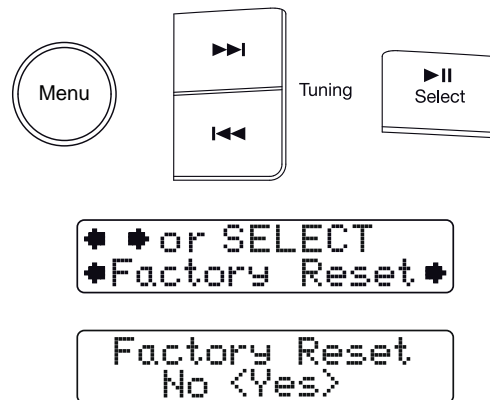 Menu
Tuning
Select
or SELECT
Factory Reset
Factory Reset
No <Yes>